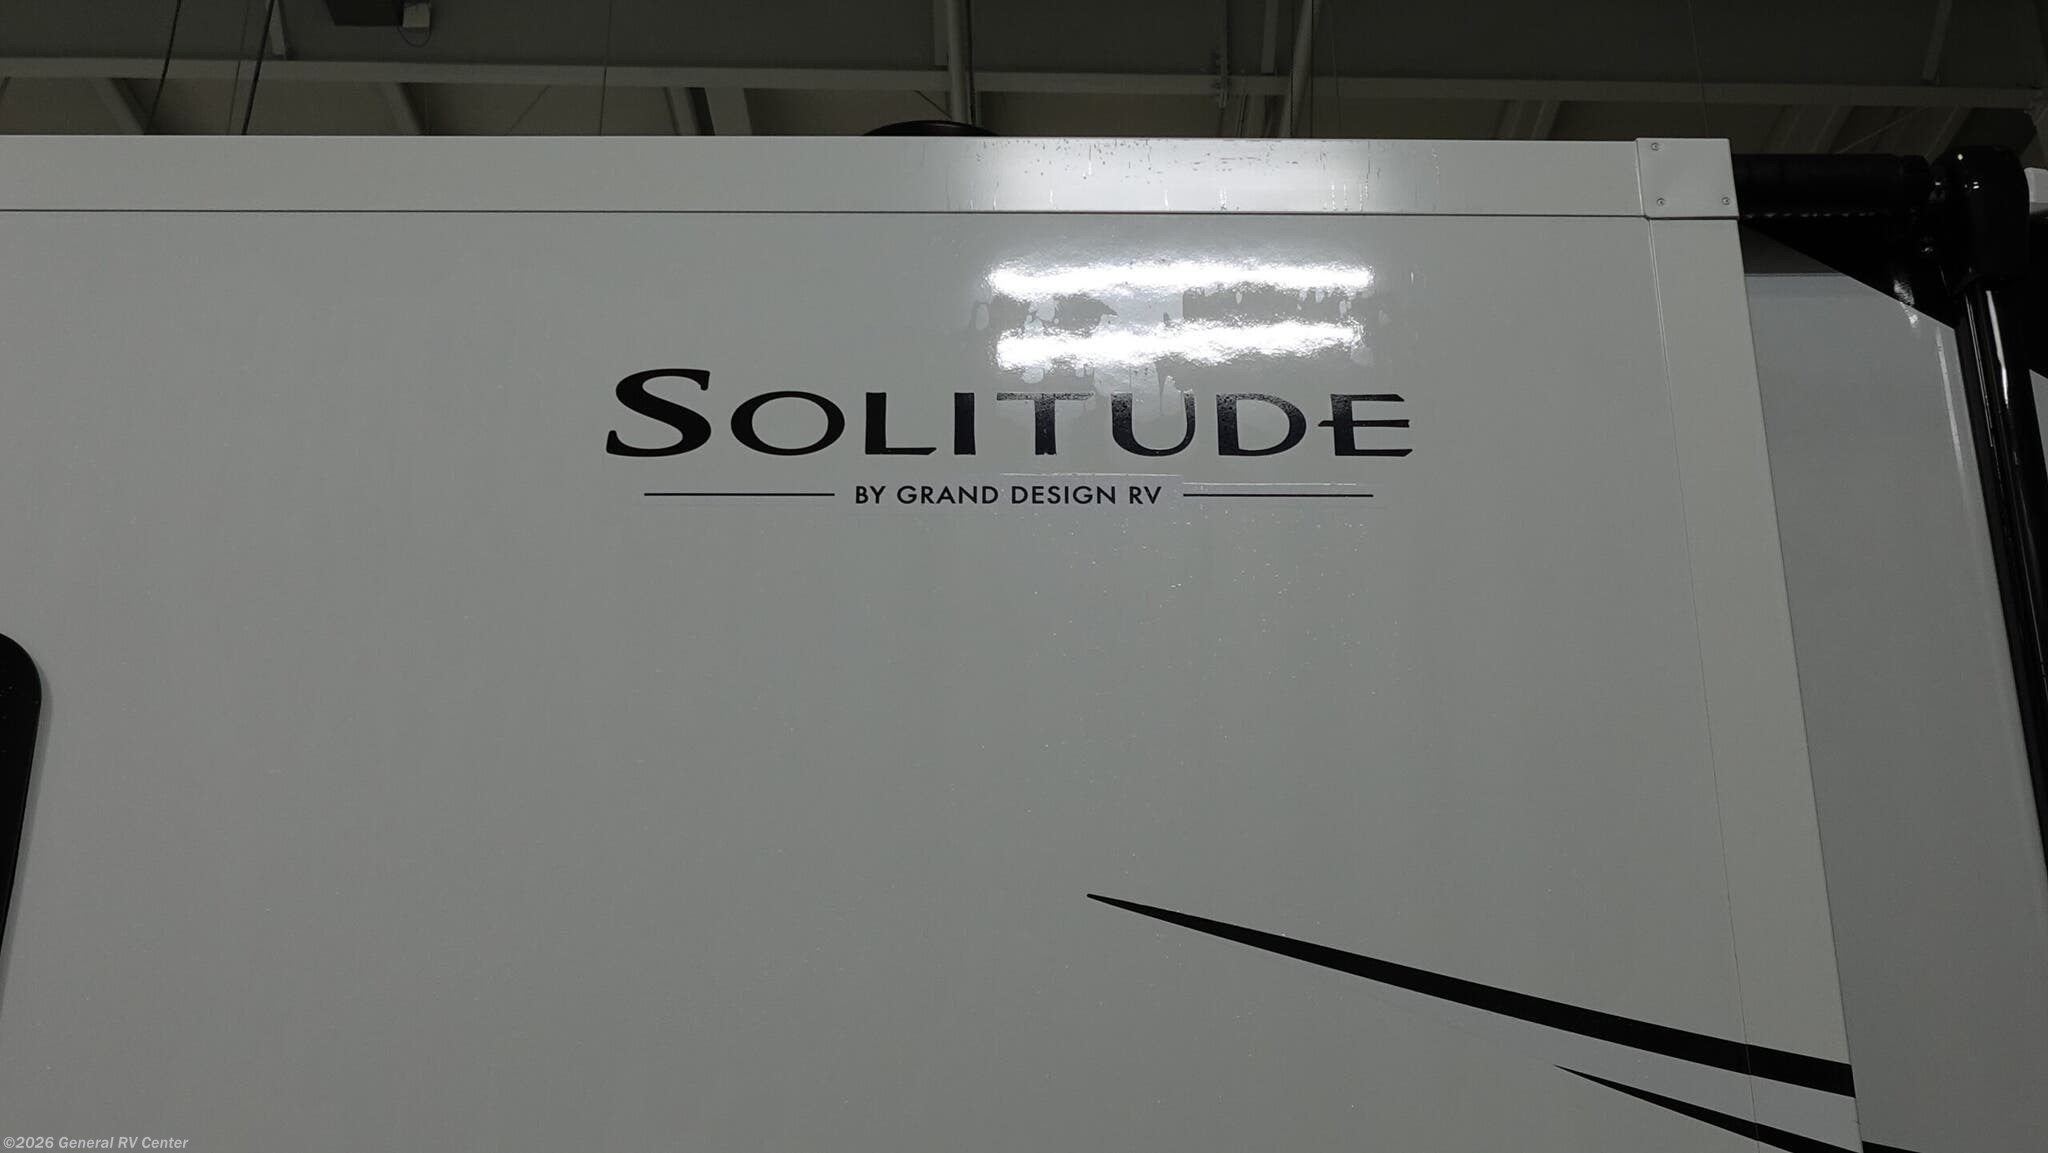 SOLITUDE
BY GRAND DESIGN RV
©2026 General RV Center